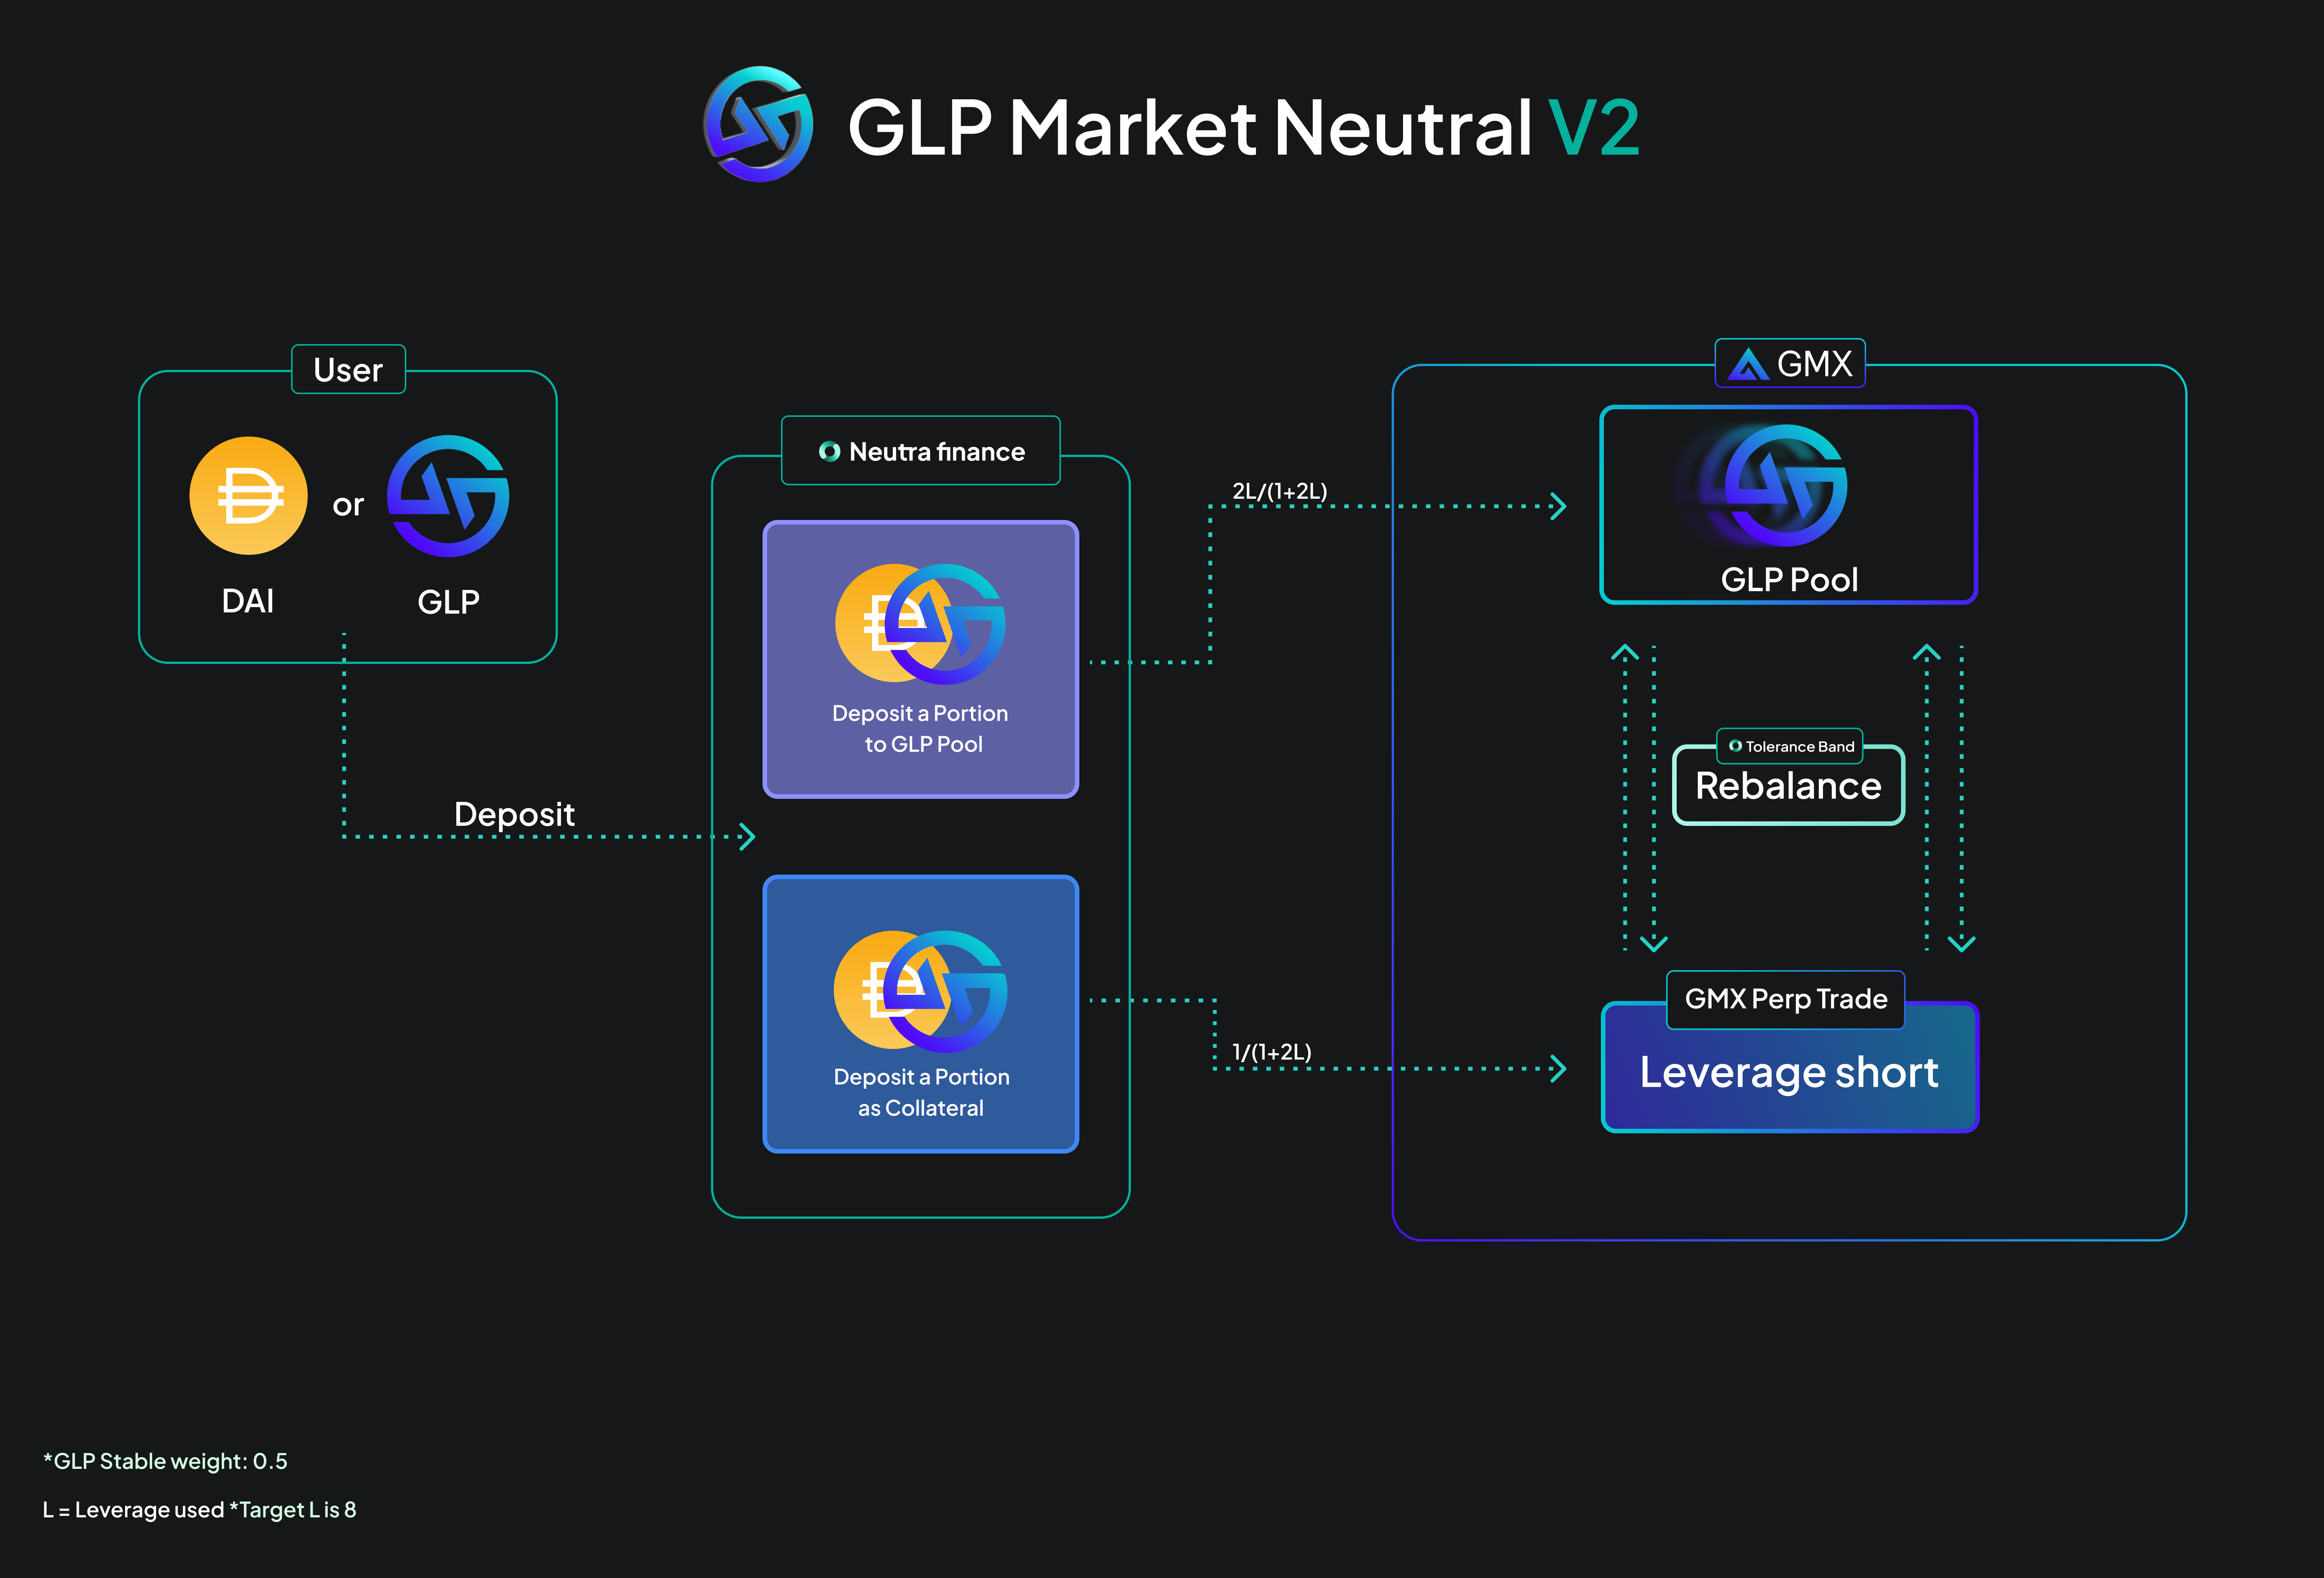 GLP Market Neutral V2
User
or
DAI
GLP
Deposit
Neutra finance
Deposit a Portion
to GLP Pool
Deposit a Portion
as Collateral
2L/(1+2L)
1/(1+2L)
GMX
GLP Pool
Tolerance Band
Rebalance
GMX Perp Trade
Leverage short
*GLP Stable weight: 0.5
L = Leverage used *Target L is 8